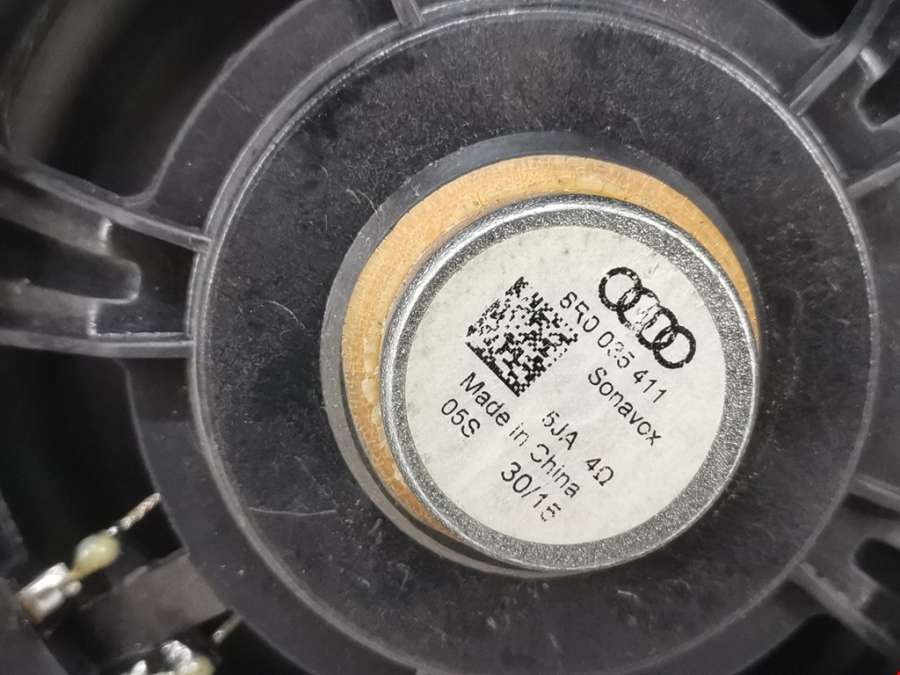 6R0 035 411
Sonavox
5JA 4Ω
Made in China
05S 30/15